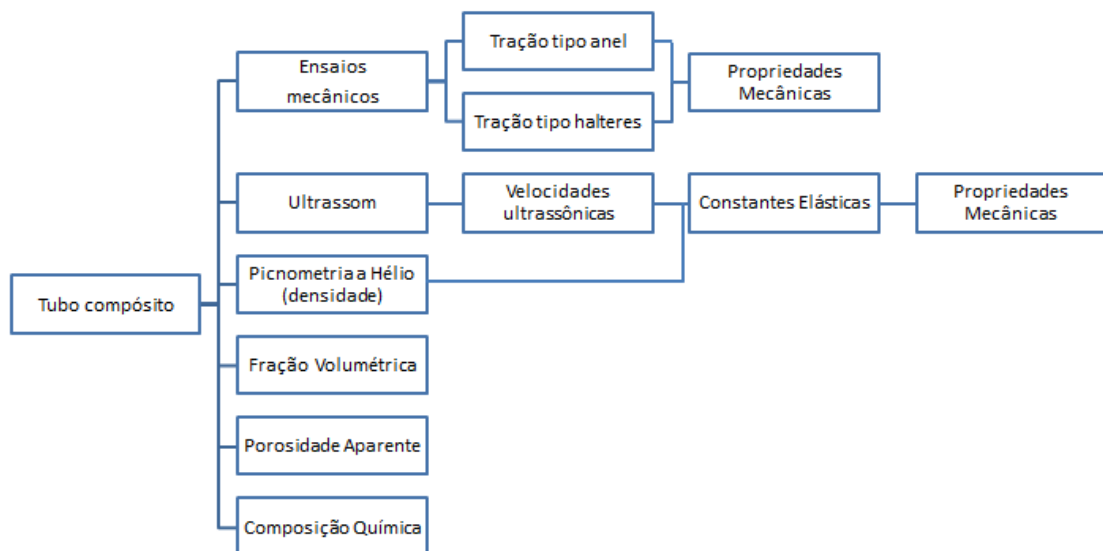 Tubo compósito
Ensaios
mecânicos
Tração tipo anel
Tração tipo halteres
Propriedades
Mecânicas
Ultrassom
Velocidades
ultrassônicas
Constantes Elásticas
Propriedades
Mecânicas
Picnometria a Hélio
(densidade)
Fração Volumétrica
Porosidade Aparente
Composição Química